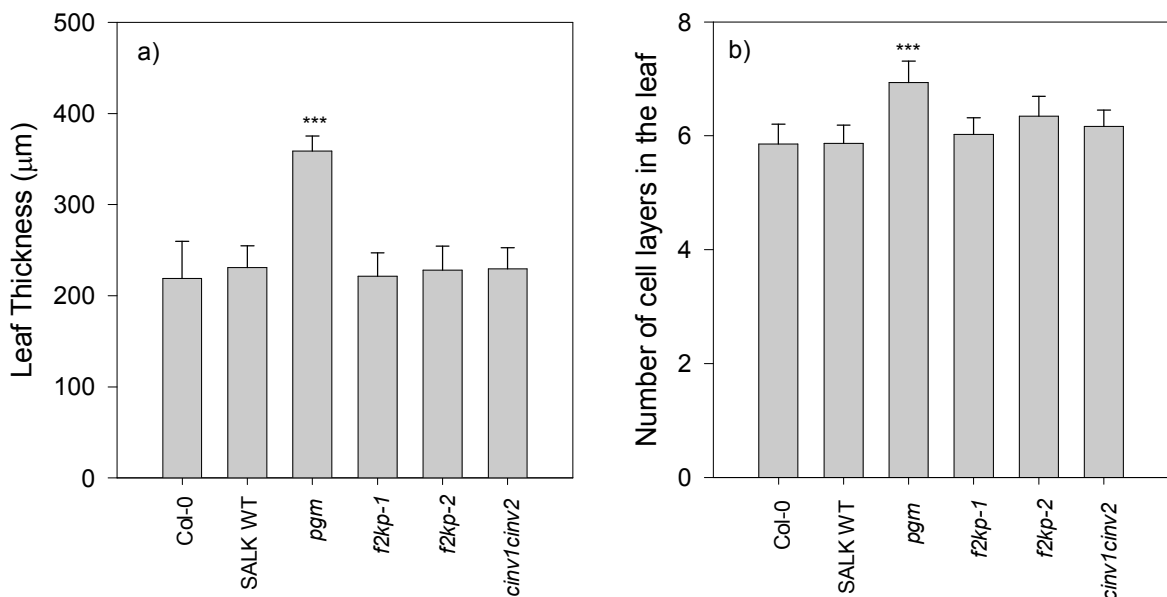 a)
Leaf Thickness (μm)
500
400
300
200
100
0
***
Col-0
SALK WT
pgm
f2kp-1
f2kp-2
cinv1cinv2
b)
Number of cell layers in the leaf
8
6
4
2
0
***
Col-0
SALK WT
pgm
f2kp-1
f2kp-2
cinv1cinv2